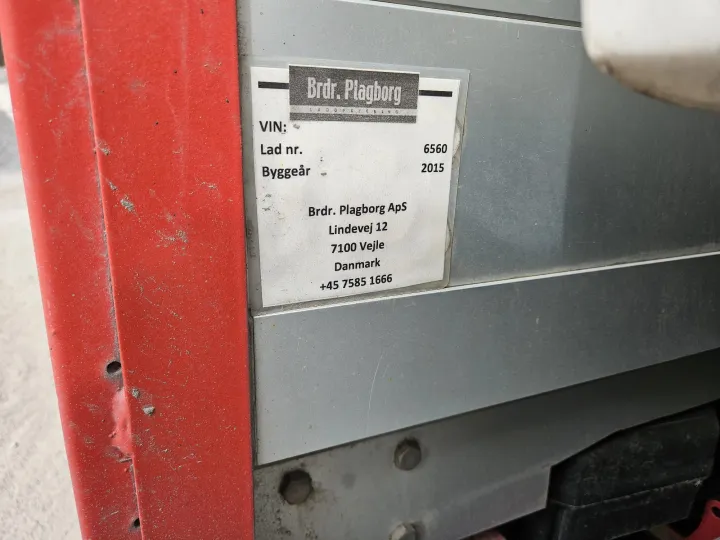 Brdr. Plagborg
VIN:
Lad nr. 6560
Byggeår 2015
Brdr. Plagborg ApS
Lindevej 12
7100 Vejle
Danmark
+45 7585 1666